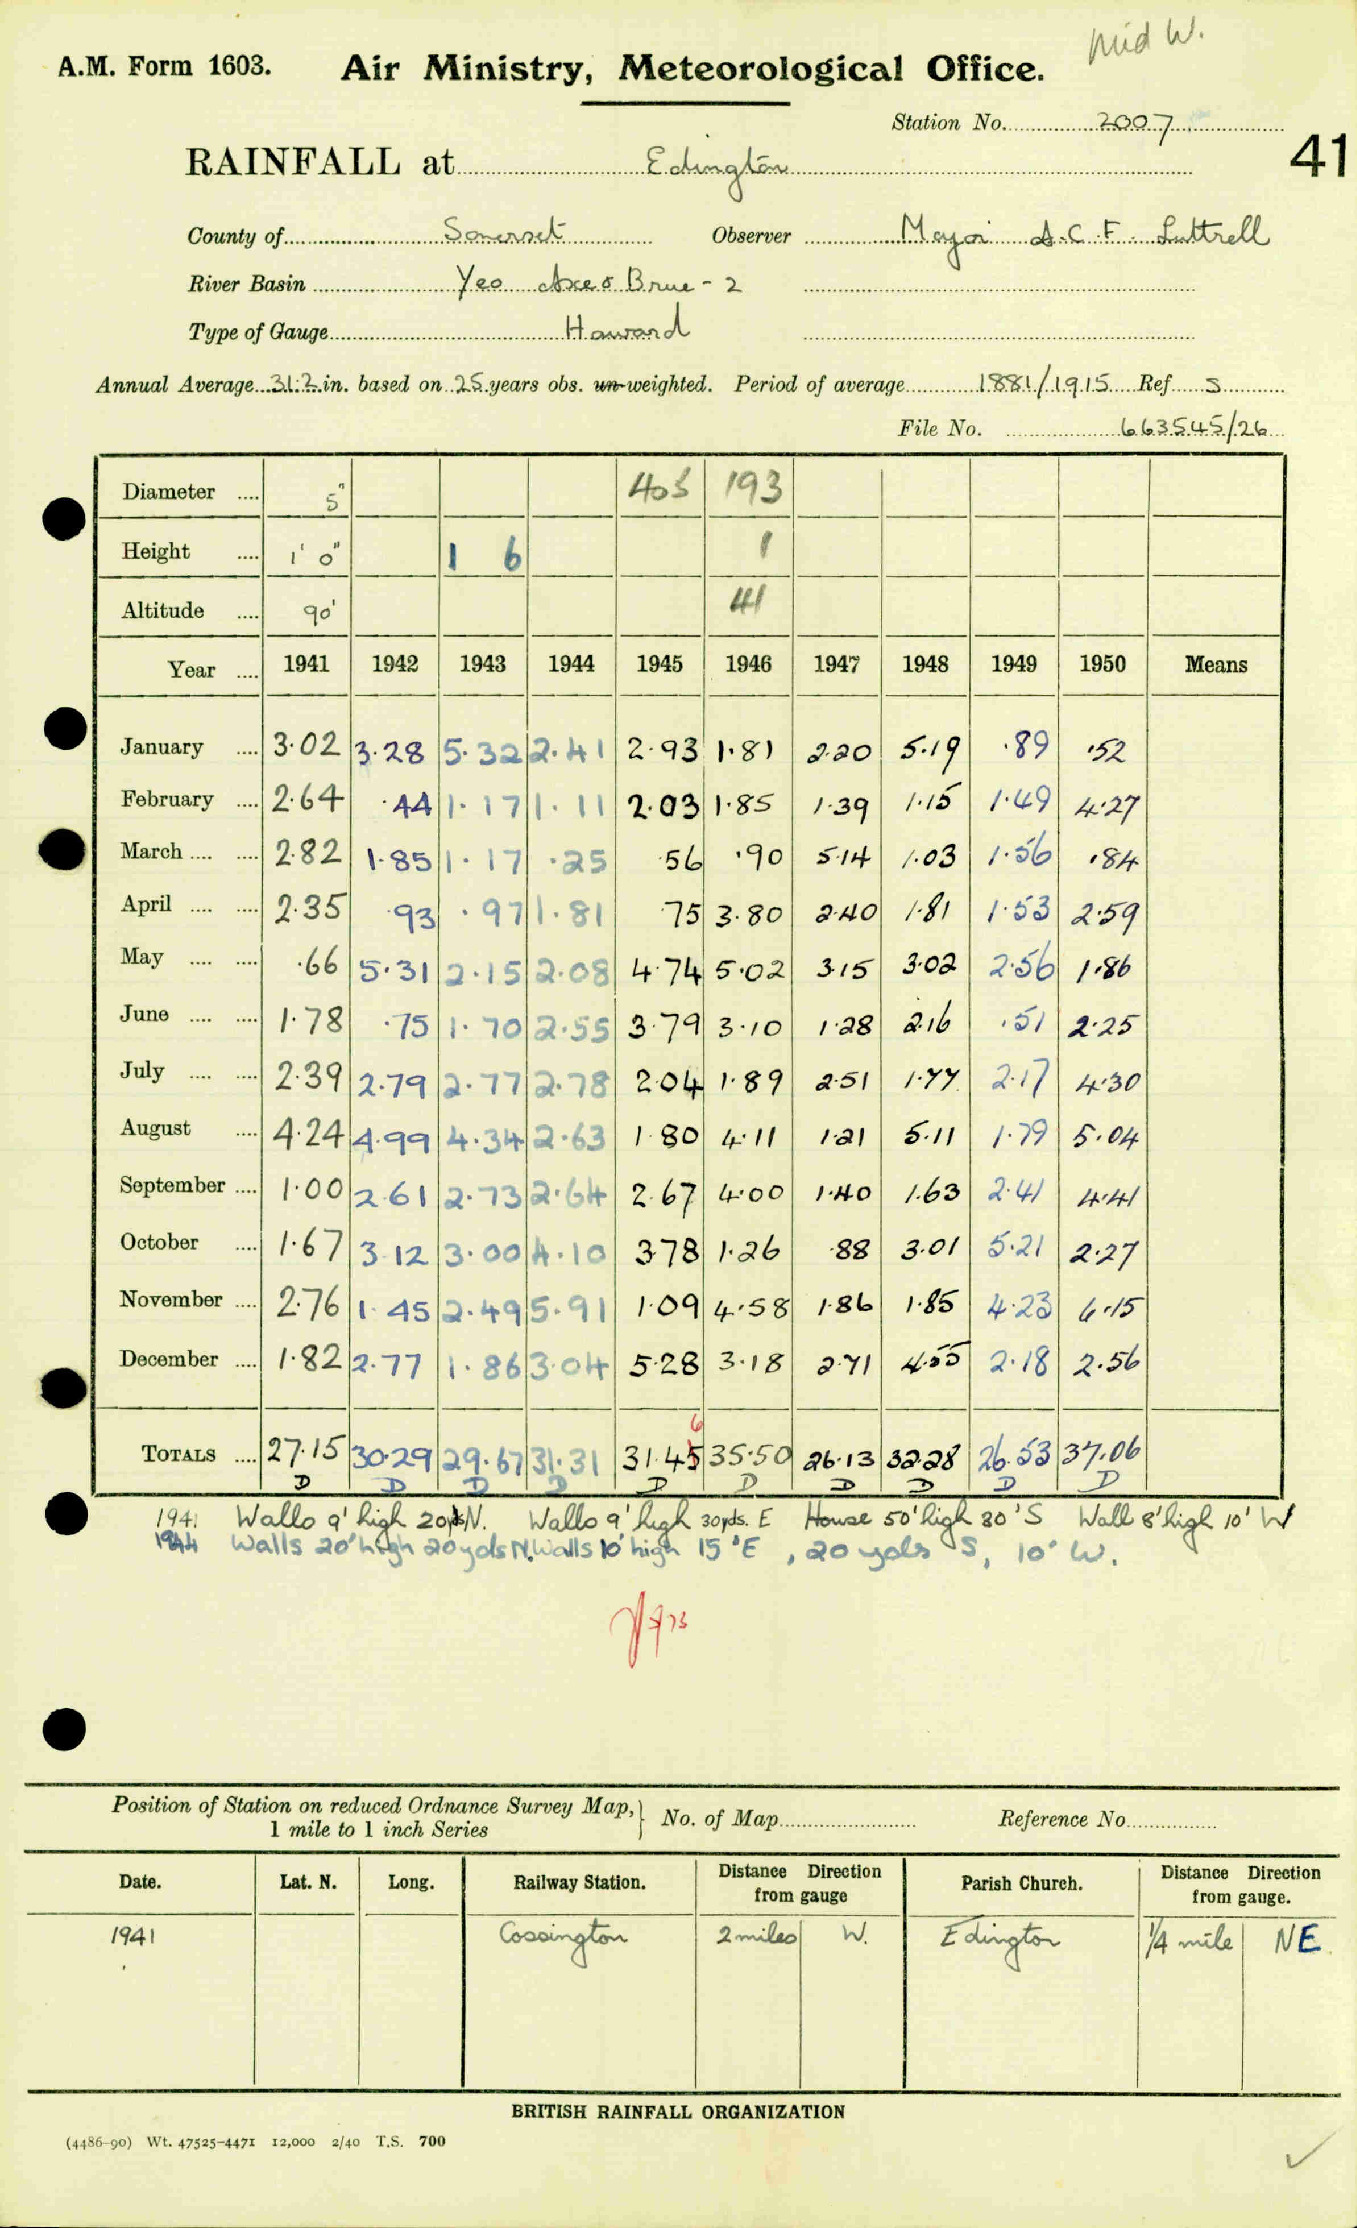 Mid W.
A.M. Form 1603. Air Ministry, Meteorological Office.
Station No. 2007
41
RAINFALL at Edington
County of Somerset Observer Major A.C.F. Luttrell
River Basin Yeo Axe & Brue - 2
Type of Gauge Howard
Annual Average 31.2 in. based on 25 years obs. un-weighted. Period of average 1881/1915 Ref S
File No. 663545/26
Diameter .... 5" 403 193
Height .... 1' 0" 1 6 1
Altitude .... 90' 41
Year .... 1941 1942 1943 1944 1945 1946 1947 1948 1949 1950 Means
January .... 3.02 3.28 5.32 2.41 2.93 1.81 2.20 5.19 .89 .52
February .... 2.64 .44 1.17 1.11 2.03 1.85 1.39 1.15 1.49 4.27
March .... .... 2.82 1.85 1.17 .25 .56 .90 5.14 1.03 1.56 .84
April .... .... 2.35 .93 .97 1.81 .75 3.80 2.40 1.81 1.53 2.59
May .... .... .66 5.31 2.15 2.08 4.74 5.02 3.15 3.02 2.56 1.86
June .... .... 1.78 .75 1.70 2.55 3.79 3.10 1.28 2.16 .51 2.25
July .... .... 2.39 2.79 2.77 2.78 2.04 1.89 2.51 1.77 2.17 4.30
August .... 4.24 4.99 4.34 2.63 1.80 4.11 1.21 5.11 1.79 5.04
September .... 1.00 2.61 2.73 2.64 2.67 4.00 1.40 1.63 2.41 4.41
October .... 1.67 3.12 3.00 4.10 3.78 1.26 .88 3.01 5.21 2.27
November .... 2.76 1.45 2.49 5.91 1.09 4.58 1.86 1.85 4.23 6.15
December .... 1.82 2.77 1.86 3.04 5.28 3.18 2.71 4.55 2.18 2.56
6
TOTALS .... 27.15 30.29 29.67 31.31 31.45 35.50 26.13 32.28 26.53 37.06
D D D D D D D D D D
1941 Walls 9' high 20yds N. Walls 9' high 30yds. E House 50' high 30' S Wall 8' high 10' W
1944 Walls 20' high 20yds N. Walls 10' high 15' E, 20 yds S, 10' W.
Position of Station on reduced Ordnance Survey Map, } No. of Map Reference No.
1 mile to 1 inch Series
Date. Lat. N. Long. Railway Station. Distance Direction from gauge Parish Church. Distance Direction from gauge.
1941 Cossington 2 miles W. Edington 1/4 mile NE.
BRITISH RAINFALL ORGANIZATION
(4486-90) Wt. 47525-4471 12,000 2/40 T.S. 700